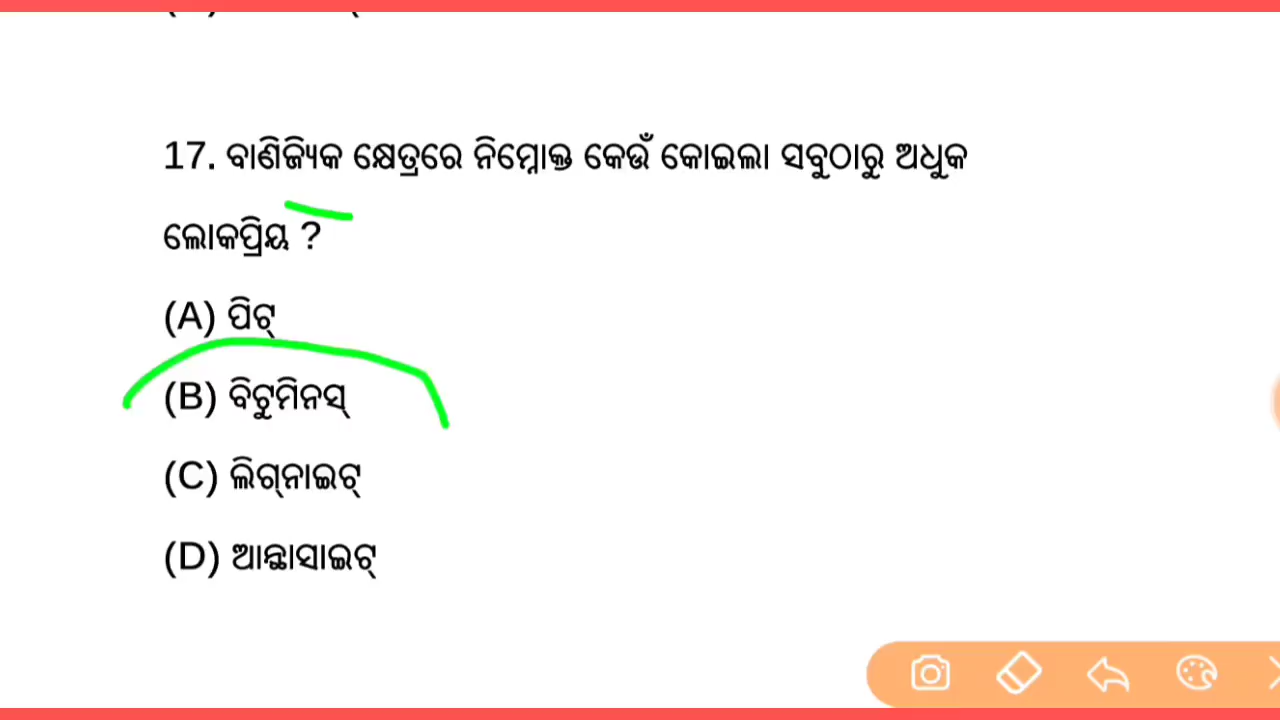 17. ବାଣିଜ୍ୟିକ କ୍ଷେତ୍ରରେ ନିମ୍ନୋକ୍ତ କେଉଁ କୋଇଲା ସବୁଠାରୁ ଅଧୁକ
ଲୋକପ୍ରିୟ ?
(A) ପିଟ୍
(B) ବିଟୁମିନସ୍
(C) ଲିଗ୍‌ନାଇଟ୍
(D) ଆନ୍ଥାସାଇଟ୍